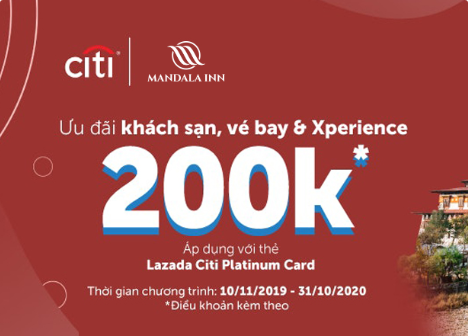 citi MANDALA INN
Ưu đãi khách sạn, vé bay & Xperience
200k*
Áp dụng với thẻ
Lazada Citi Platinum Card
Thời gian chương trình: 10/11/2019 - 31/10/2020
*Điều khoản kèm theo